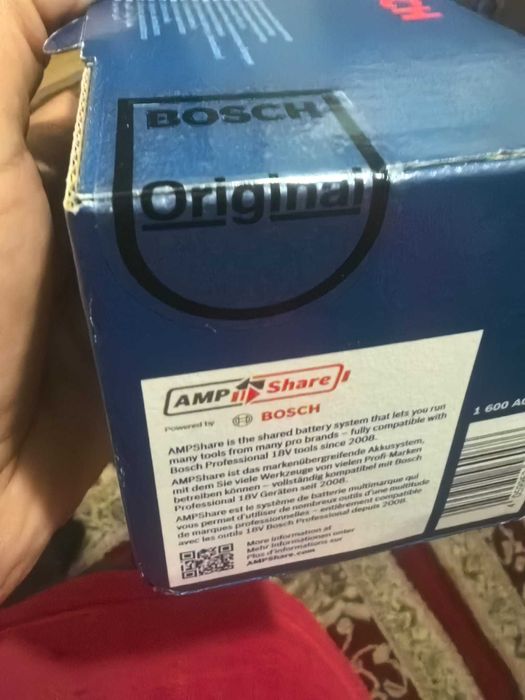 BOSCH
Original
AMP Share
Powered by BOSCH
AMPShare is the shared battery system that lets you run
many tools from many pro brands – fully compatible with
Bosch Professional 18V tools since 2008.
AMPShare ist das markenübergreifende Akkusystem,
mit dem Sie viele Werkzeuge von vielen Profi-Marken
betreiben können – vollständig kompatibel mit Bosch
Professional 18V Geräten seit 2008.
AMPShare est le système de batterie multimarque qui
vous permet d'utiliser de nombreux outils d'une multitude
de marques professionnelles – entièrement compatible
avec les outils 18V Bosch Professional depuis 2008.
More information at
Mehr Informationen unter
Plus d'informations sur
AMPShare.com
1 600 A0